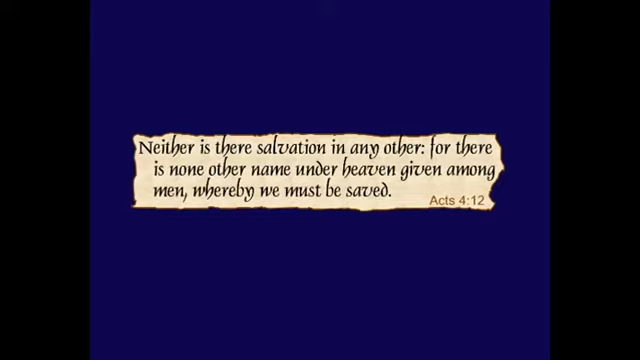 Neither is there salvation in any other: for there
is none other name under heaven given among
men, whereby we must be saved.
Acts 4:12